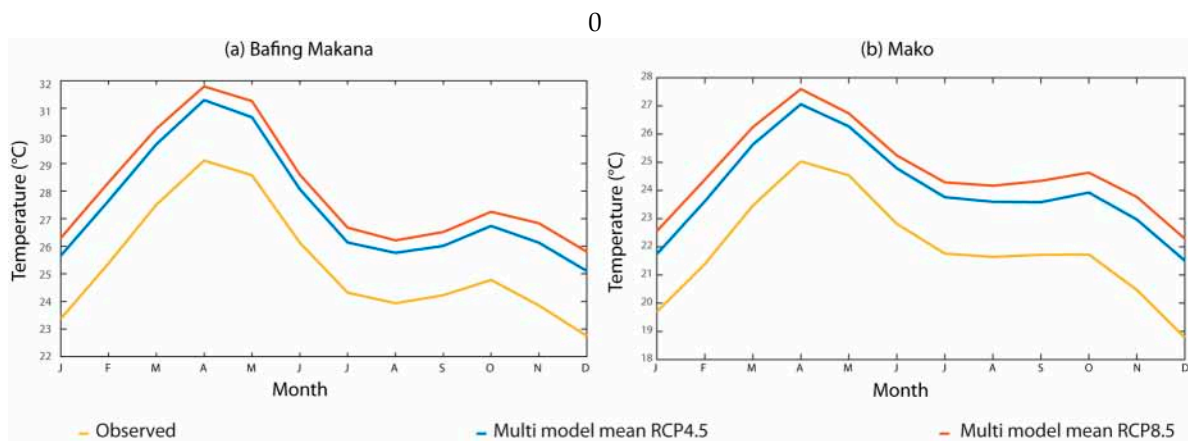 0
(a) Bafing Makana
32
31
30
29
28
27
26
25
24
23
22
Temperature (°C)
J F M A M J J A S O N D
Month
(b) Mako
28
27
26
25
24
23
22
21
20
19
18
Temperature (°C)
J F M A M J J A S O N D
Month
Observed Multi model mean RCP4.5 Multi model mean RCP8.5